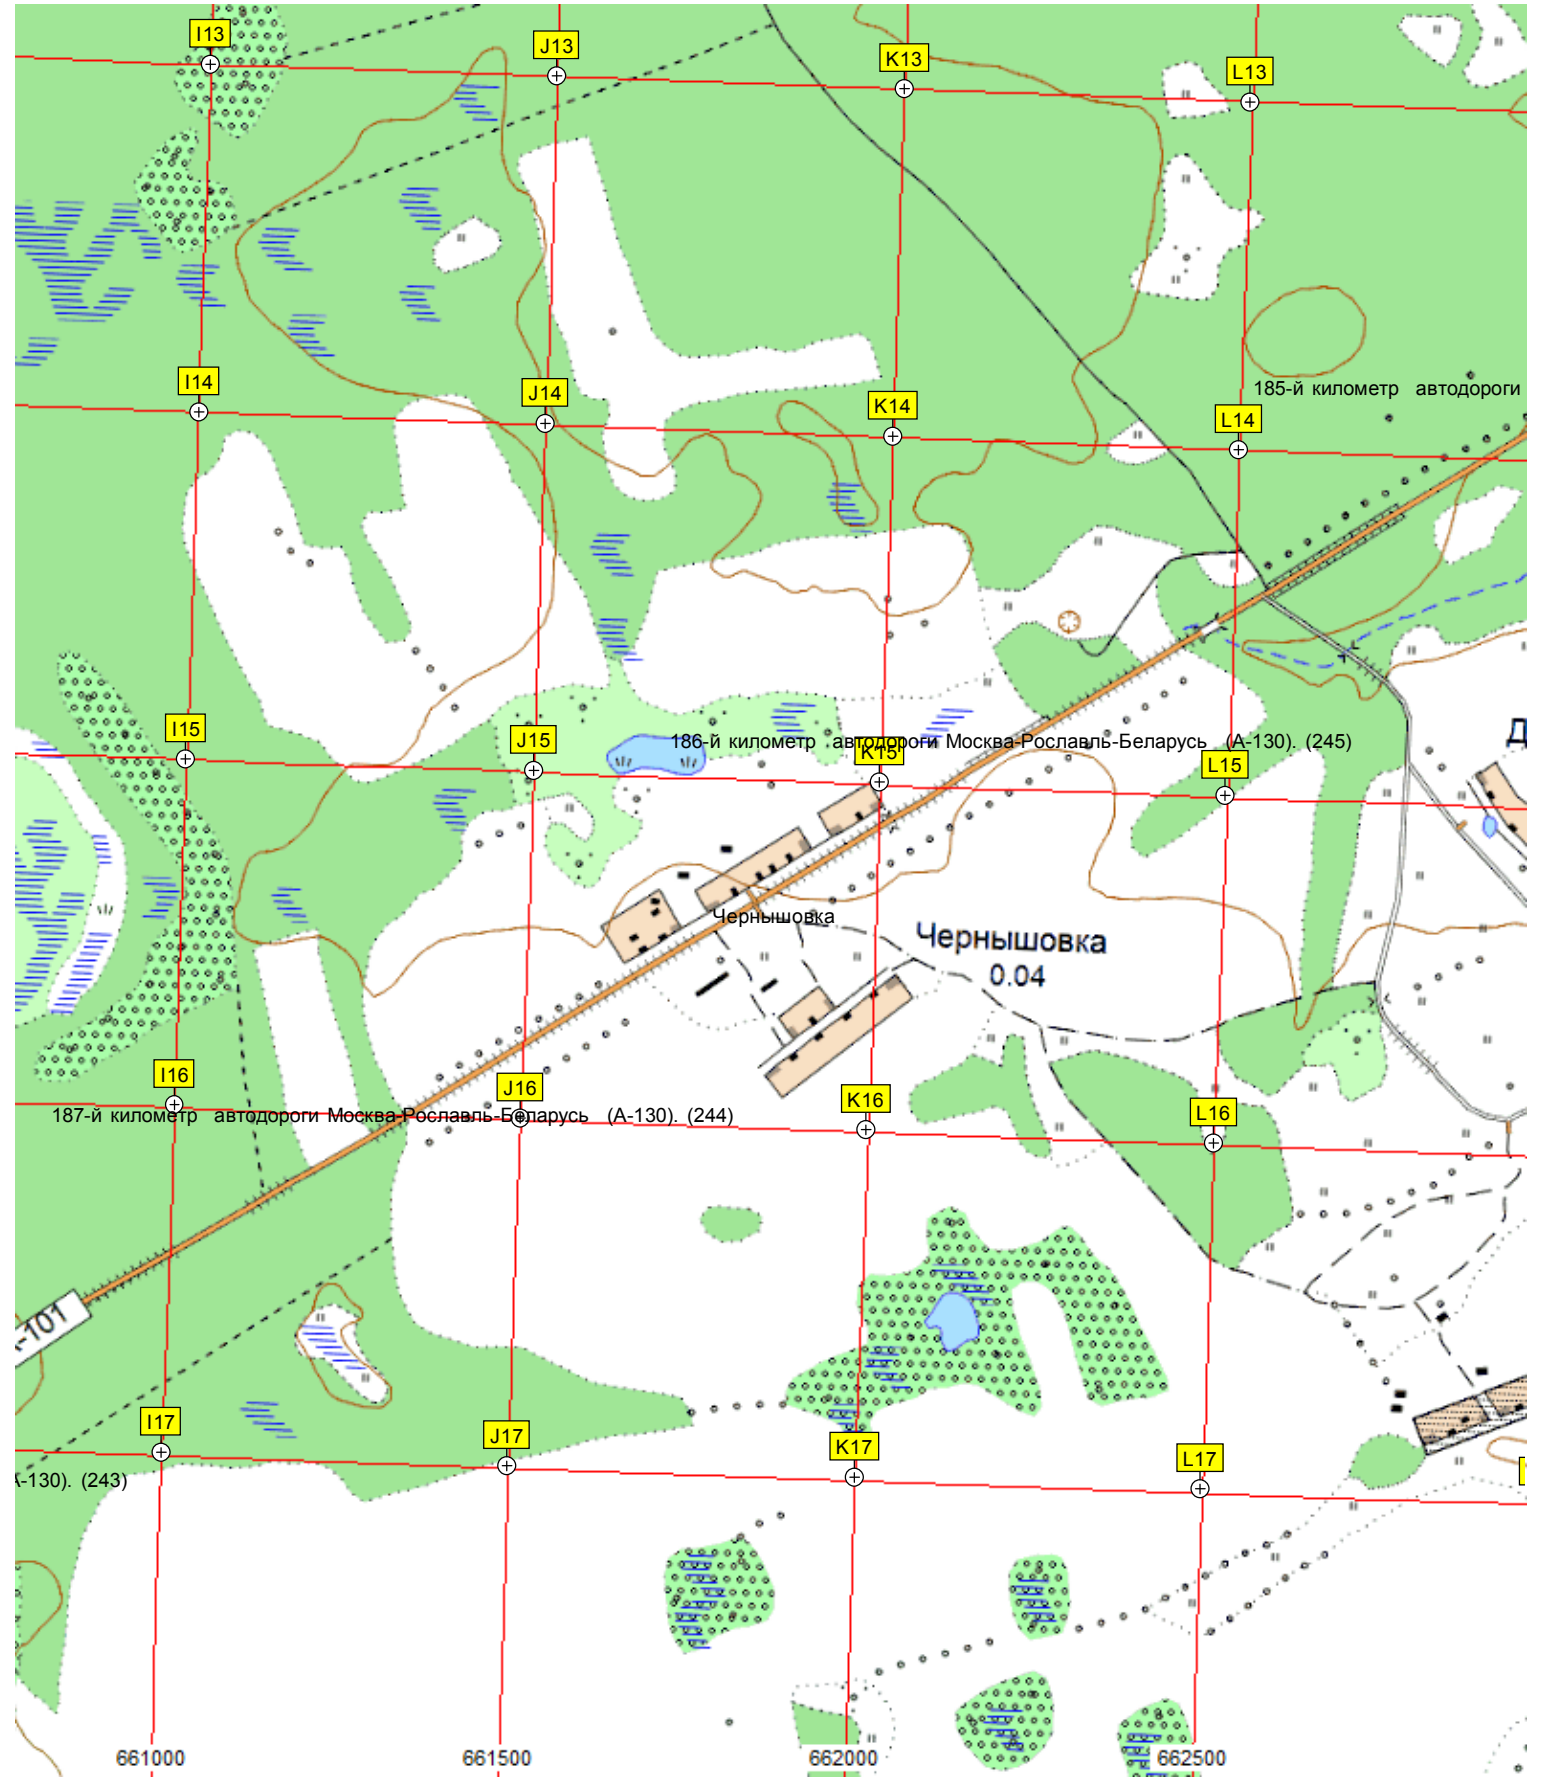 I13
J13
K13
L13
I14
J14
K14
L14
185-й километр автодороги
I15
J15
K15
L15
186-й километр автодороги Москва-Рославль-Беларусь (А-130). (245)
Д
Чернышовка
Чернышовка
0.04
I16
J16
K16
L16
187-й километр автодороги Москва-Рославль-Беларусь (А-130). (244)
-101
I17
J17
K17
L17
А-130). (243)
661000
661500
662000
662500